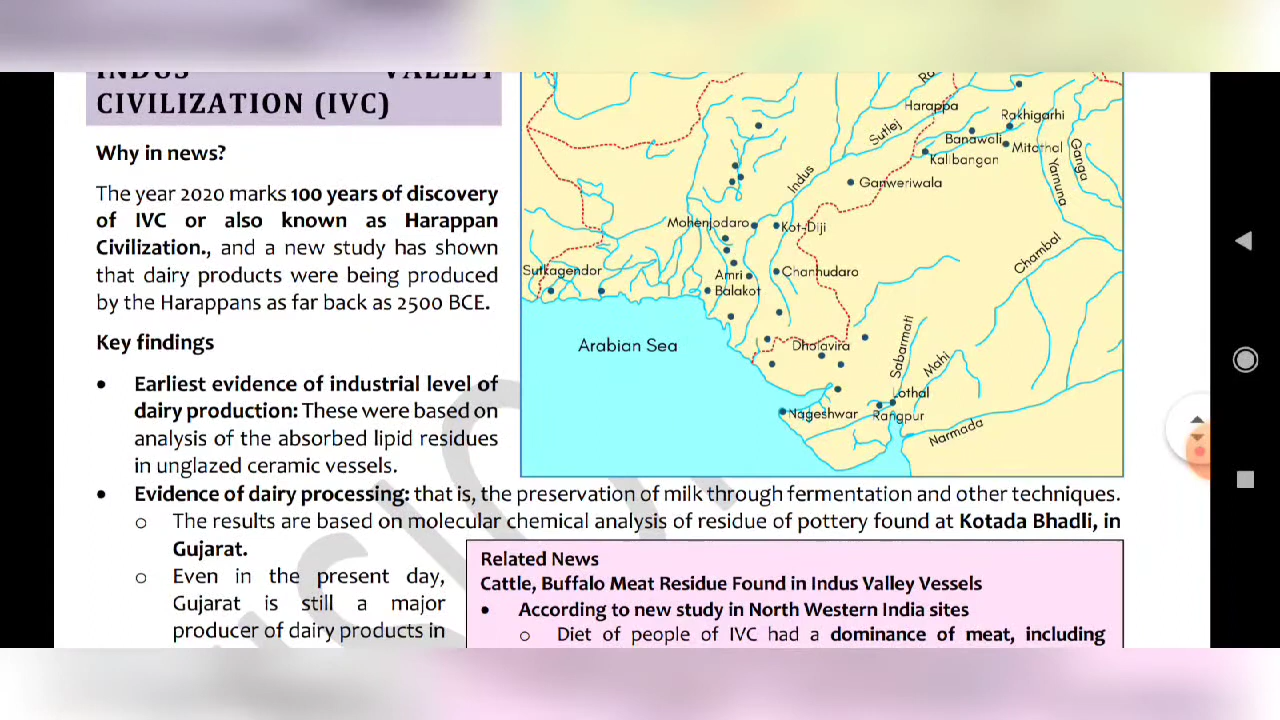 INDUS VALLEY
CIVILIZATION (IVC)
Why in news?
The year 2020 marks 100 years of discovery
of IVC or also known as Harappan
Civilization., and a new study has shown
that dairy products were being produced
by the Harappans as far back as 2500 BCE.
Key findings
• Earliest evidence of industrial level of
dairy production: These were based on
analysis of the absorbed lipid residues
in unglazed ceramic vessels.
• Evidence of dairy processing: that is, the preservation of milk through fermentation and other techniques.
o The results are based on molecular chemical analysis of residue of pottery found at Kotada Bhadli, in
Gujarat.
o Even in the present day,
Gujarat is still a major
producer of dairy products in
Harappa
Sutlej
Rakhigarhi
Banawali
Mitathal
Kalibangan
Ganga
Yamuna
Indus
Ganweriwala
Mohenjodaro
Kot-Diji
Chambal
Sutkagendor
Amri
Chanhudaro
Balakot
Arabian Sea
Dholavira
Sabarmati
Mahi
Lothal
Nageshwar
Rangpur
Narmada
Related News
Cattle, Buffalo Meat Residue Found in Indus Valley Vessels
• According to new study in North Western India sites
o Diet of people of IVC had a dominance of meat, including